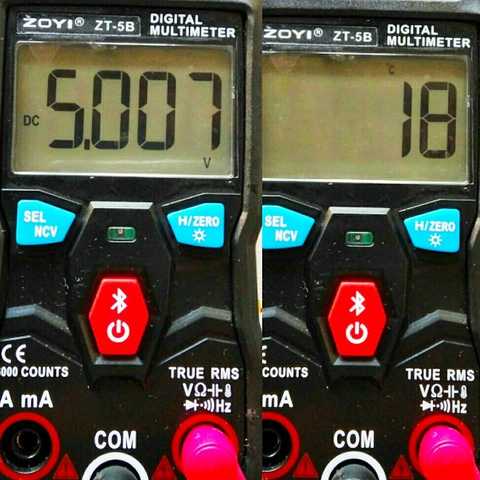 ZOYI® ZT-5B DIGITAL MULTIMETER
DC 5.007 V
SEL NCV
H/ZERO
CE
000 COUNTS
TRUE RMS
A mA
VΩ
Hz
COM
ZOYI® ZT-5B DIGITAL MULTIMETER
°C
18
SEL NCV
H/ZERO
000 COUNTS
TRUE RMS
mA
VΩ
Hz
COM